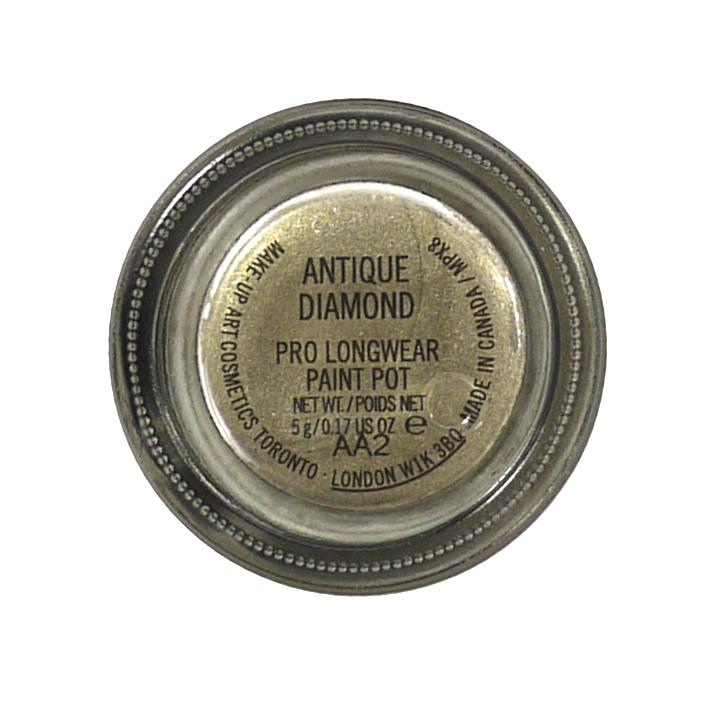 ANTIQUE
DIAMOND
PRO LONGWEAR
PAINT POT
NET WT. / POIDS NET
5 g / 0.17 US OZ ℮
AA2
MAKE-UP ART COSMETICS TORONTO · LONDON W1K 3BQ MADE IN CANADA / MPX8